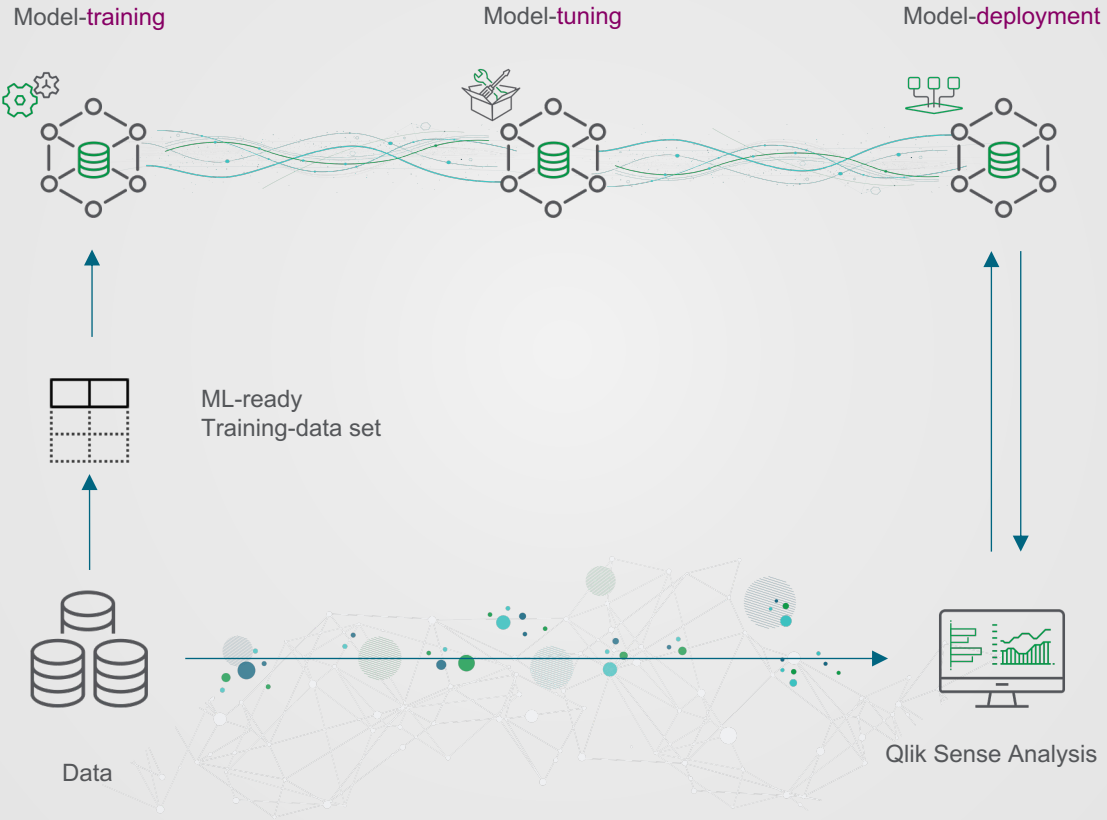 Model-training
Model-tuning
Model-deployment
ML-ready
Training-data set
Data
Qlik Sense Analysis